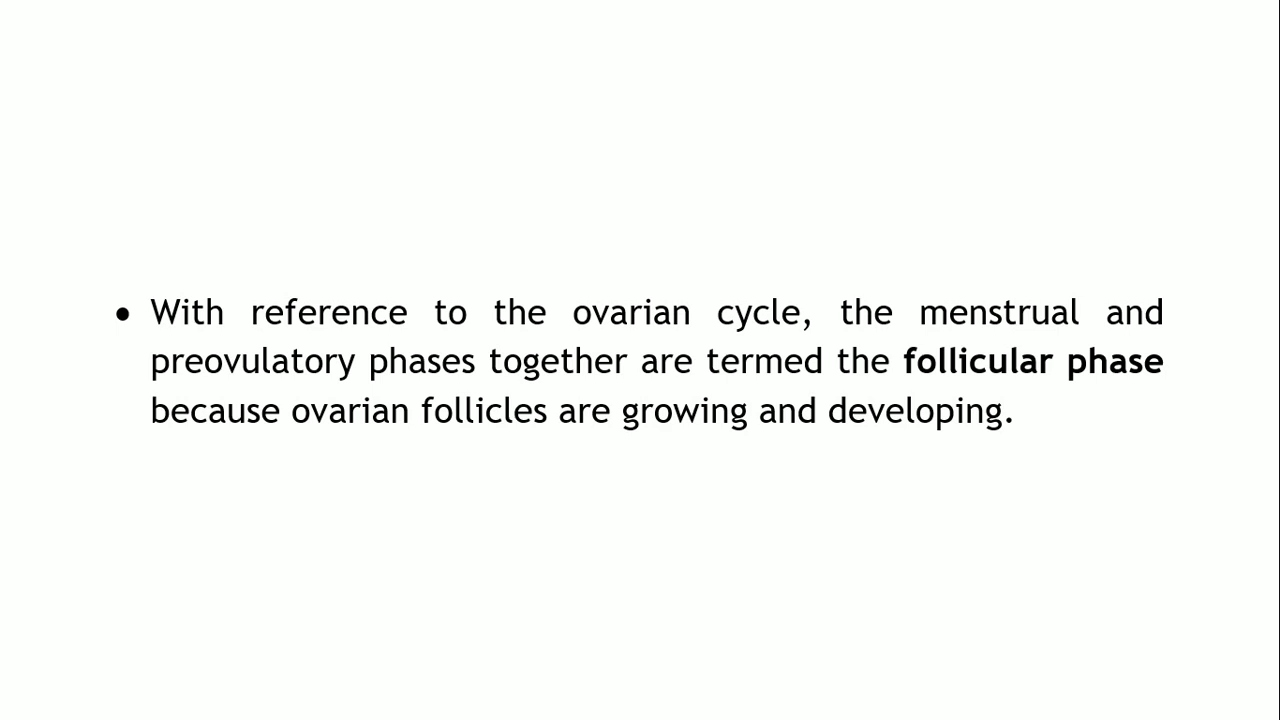 • With reference to the ovarian cycle, the menstrual and
preovulatory phases together are termed the follicular phase
because ovarian follicles are growing and developing.